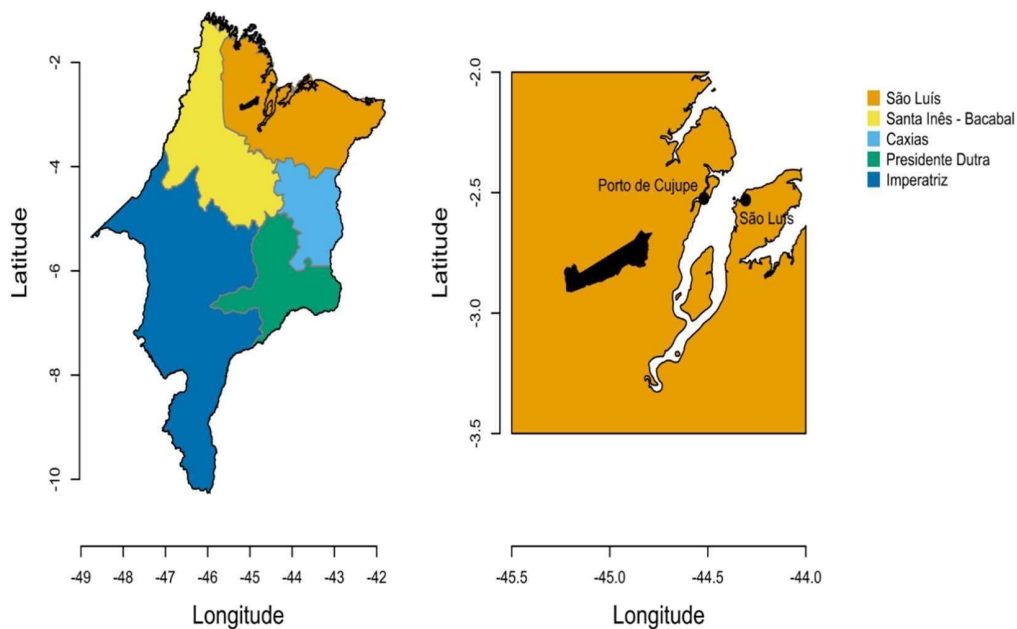 -2
-4
-6
-8
-10
Latitude
-49 -48 -47 -46 -45 -44 -43 -42
Longitude
-2.0
-2.5
-3.0
-3.5
Latitude
Porto de Cujupe
São Luís
-45.5 -45.0 -44.5 -44.0
Longitude
São Luís
Santa Inês - Bacabal
Caxias
Presidente Dutra
Imperatriz